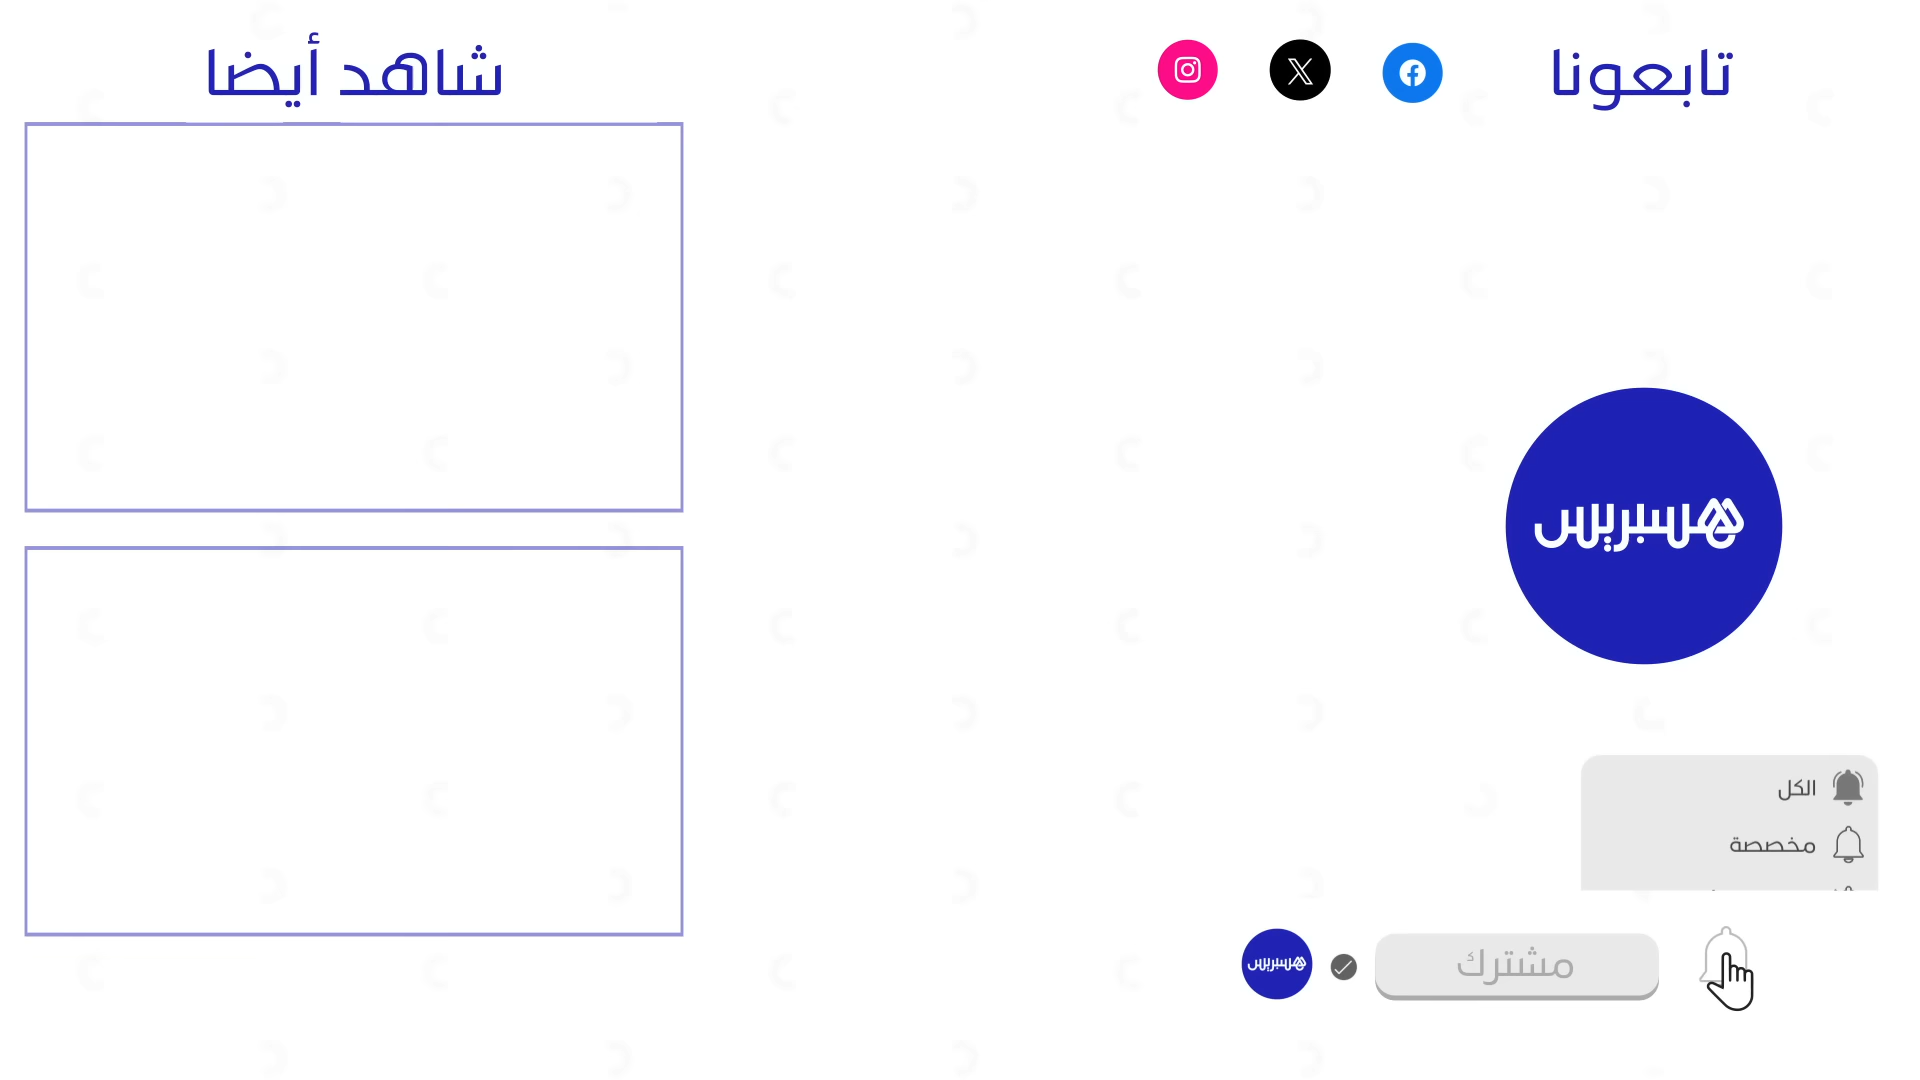 تابعونا
شاهد أيضا
هسبريس
الكل
مخصصة
هسبريس
مشترك